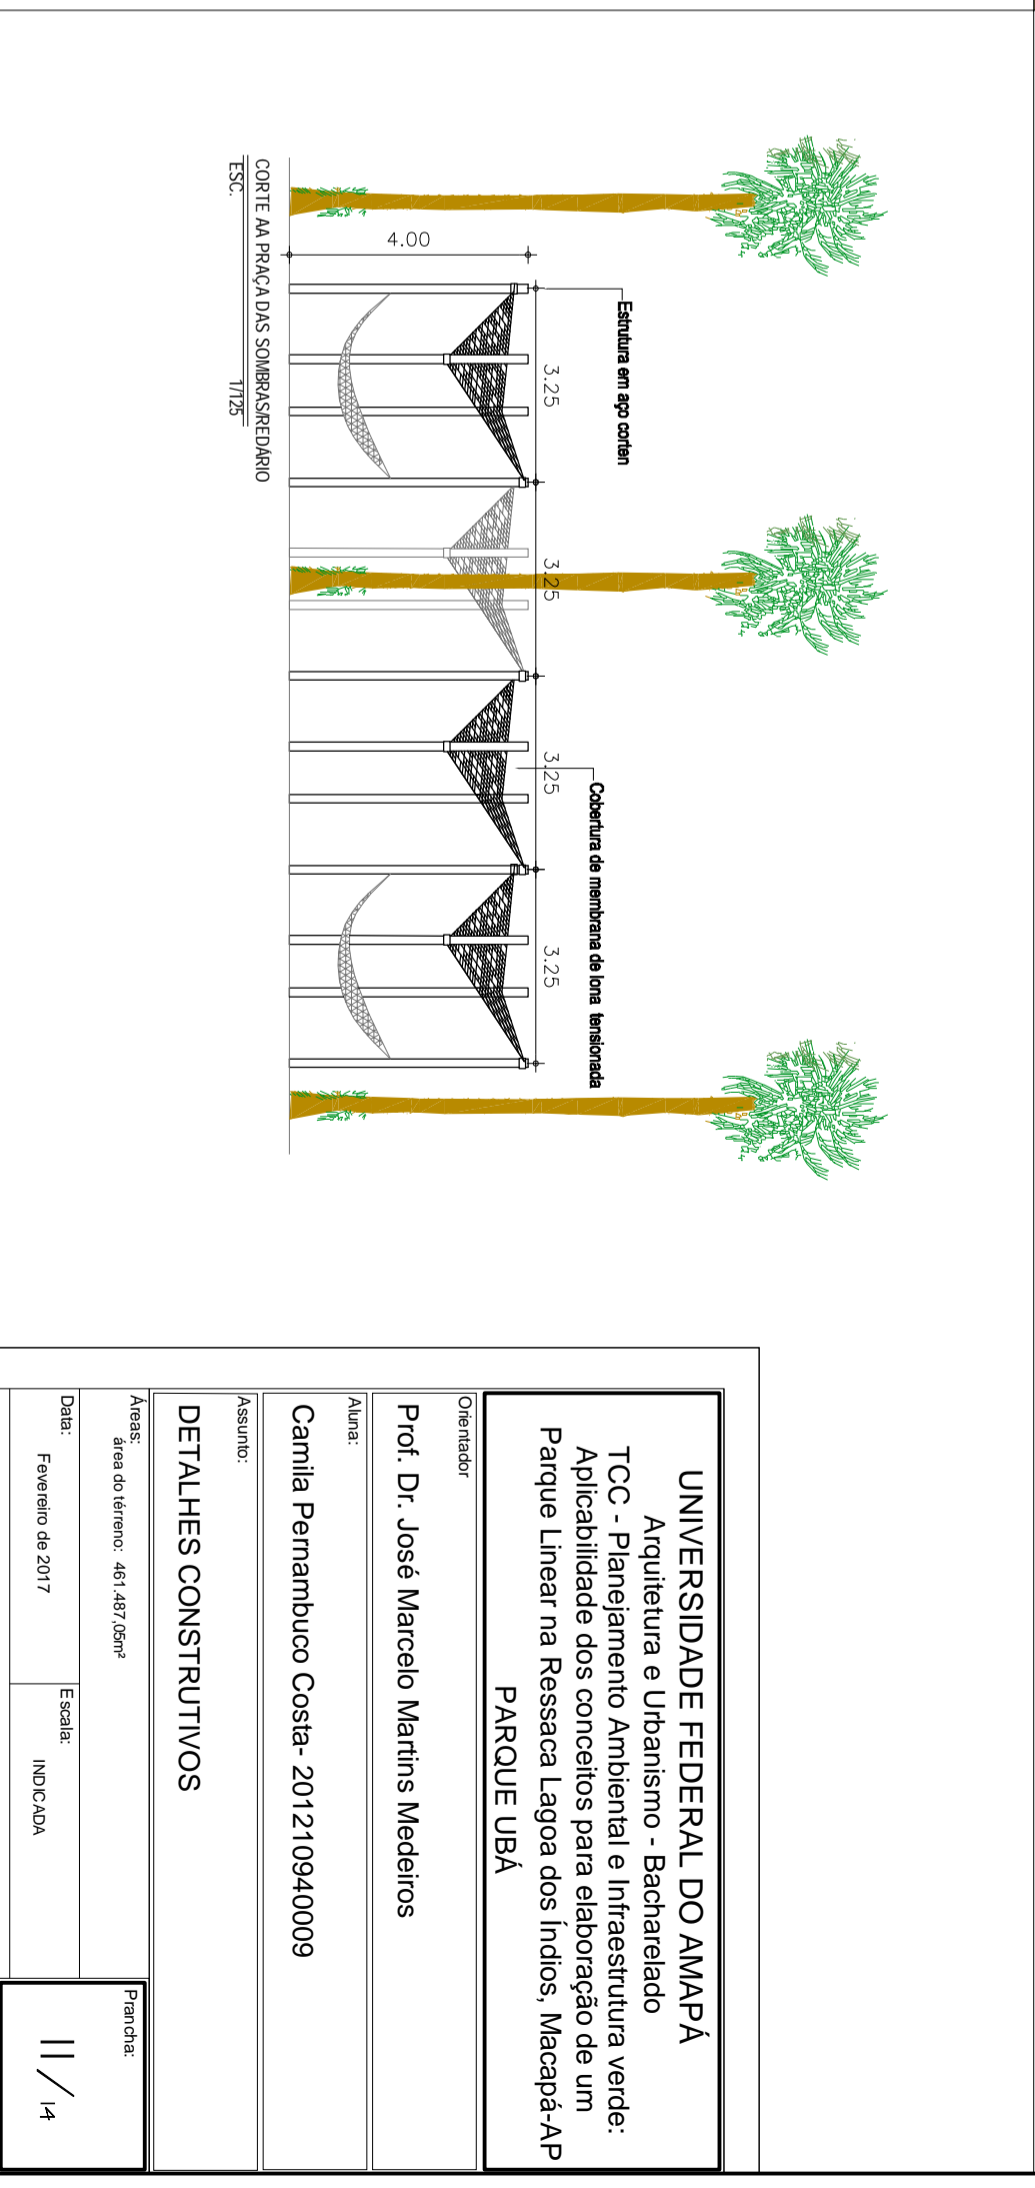 Estrutura em aço corten
Cobertura de membrana de lona tensionada
3.25
3.25
3.25
3.25
4.00
CORTE AA PRAÇA DAS SOMBRAS/REDÁRIO
ESC. 1/125
UNIVERSIDADE FEDERAL DO AMAPÁ
Arquitetura e Urbanismo - Bacharelado
TCC - Planejamento Ambiental e Infraestrutura verde:
Aplicabilidade dos conceitos para elaboração de um
Parque Linear na Ressaca Lagoa dos Índios, Macapá-AP
PARQUE UBÁ
Orientador
Prof. Dr. José Marcelo Martins Medeiros
Aluna:
Camila Pernambuco Costa- 201210940009
Assunto:
DETALHES CONSTRUTIVOS
Áreas:
área do térreno: 461.487,05m²
Data:
Fevereiro de 2017
Escala:
INDICADA
Prancha:
11/14